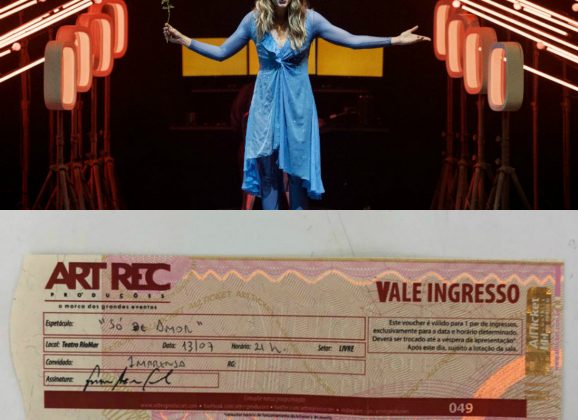 ART REC
PRODUÇÕES
a marca dos grandes eventos
VALE INGRESSO
Espetáculo: "Só de Amor"
Local: Teatro RioMar Data: 13/07 Horário: 21 h. Setor: LIVRE
Convidado: IMPRENSA RG:
Assinatura:
Este voucher é válido para 1 par de ingressos,
exclusivamente para a data e horário determinado.
Deverá ser trocado até a véspera da apresentação*
Após este dia, sujeito a lotação da sala.
049